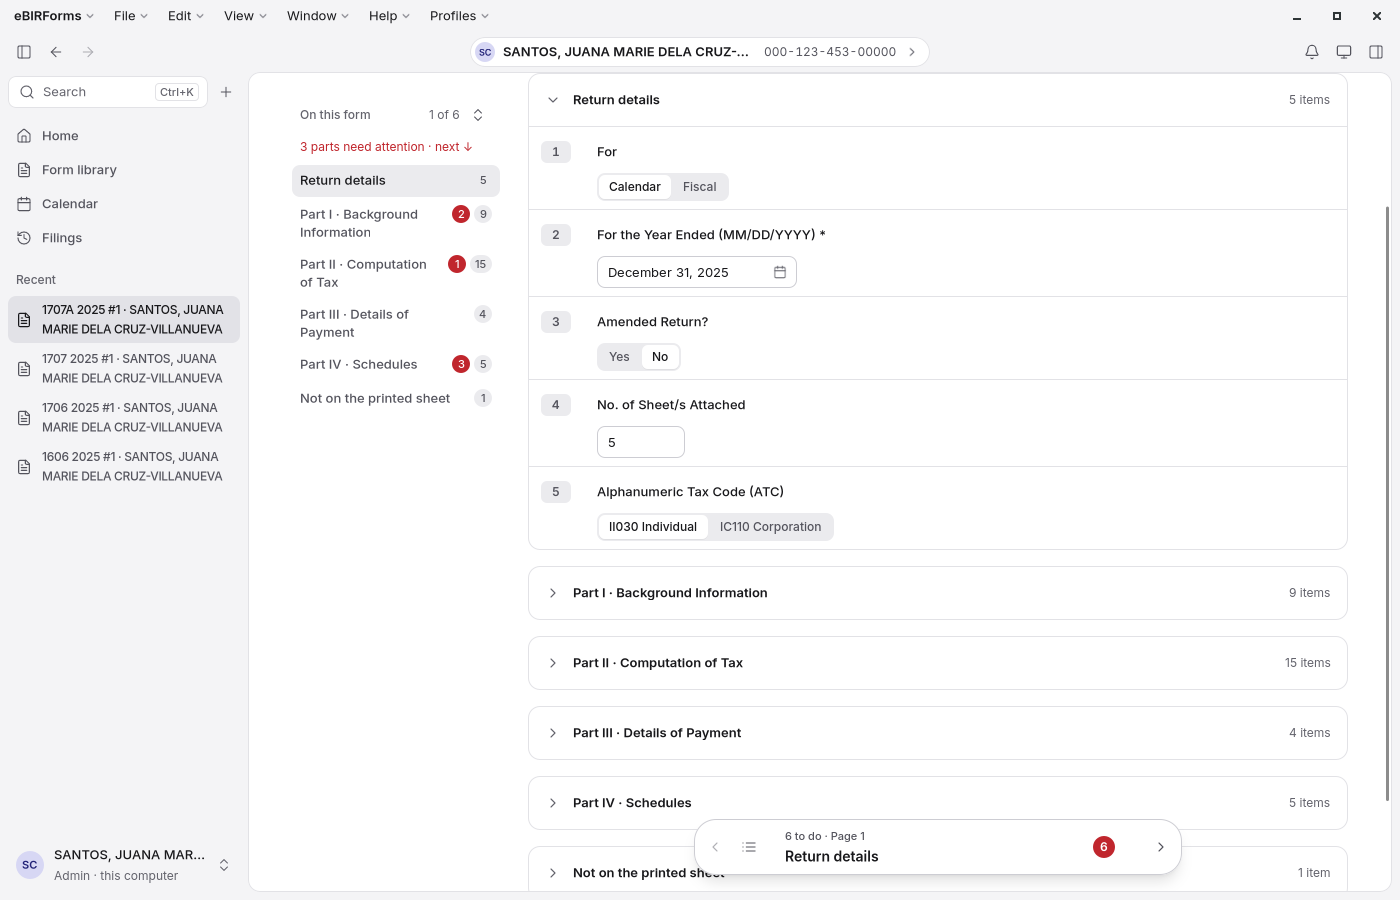 eBIRForms File Edit View Window Help Profiles
SC SANTOS, JUANA MARIE DELA CRUZ-... 000-123-453-00000
Search Ctrl+K
Home
Form library
Calendar
Filings
Recent
1707A 2025 #1 · SANTOS, JUANA
MARIE DELA CRUZ-VILLANUEVA
1707 2025 #1 · SANTOS, JUANA
MARIE DELA CRUZ-VILLANUEVA
1706 2025 #1 · SANTOS, JUANA
MARIE DELA CRUZ-VILLANUEVA
1606 2025 #1 · SANTOS, JUANA
MARIE DELA CRUZ-VILLANUEVA
SC SANTOS, JUANA MAR...
Admin · this computer
On this form 1 of 6
3 parts need attention · next ↓
Return details 5
Part I · Background
Information 2 9
Part II · Computation
of Tax 1 15
Part III · Details of
Payment 4
Part IV · Schedules 3 5
Not on the printed sheet 1
Return details 5 items
1 For
Calendar Fiscal
2 For the Year Ended (MM/DD/YYYY) *
December 31, 2025
3 Amended Return?
Yes No
4 No. of Sheet/s Attached
5
5 Alphanumeric Tax Code (ATC)
II030 Individual IC110 Corporation
Part I · Background Information 9 items
Part II · Computation of Tax 15 items
Part III · Details of Payment 4 items
Part IV · Schedules 5 items
Not on the printed sheet 1 item
6 to do · Page 1
Return details 6